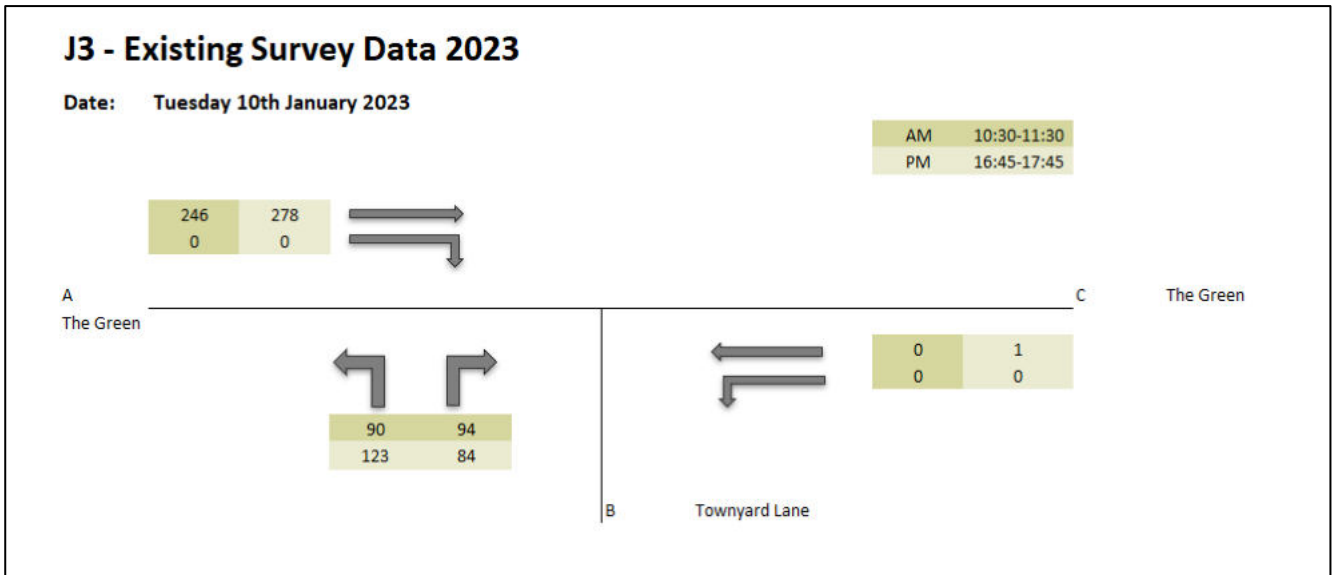 J3 - Existing Survey Data 2023
Date: Tuesday 10th January 2023
AM 10:30-11:30
PM 16:45-17:45
246 278
0 0
A
C The Green
The Green
0 1
0 0
90 94
123 84
B Townyard Lane